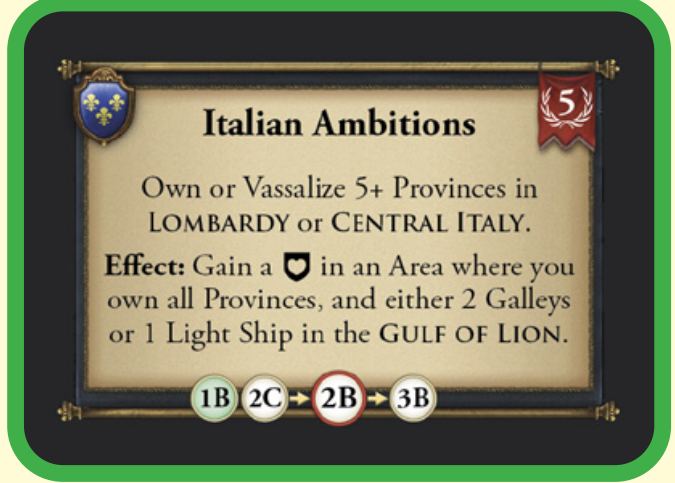 5
Italian Ambitions
Own or Vassalize 5+ Provinces in
LOMBARDY or CENTRAL ITALY.
Effect: Gain a in an Area where you
own all Provinces, and either 2 Galleys
or 1 Light Ship in the GULF OF LION.
1B 2C 2B 3B